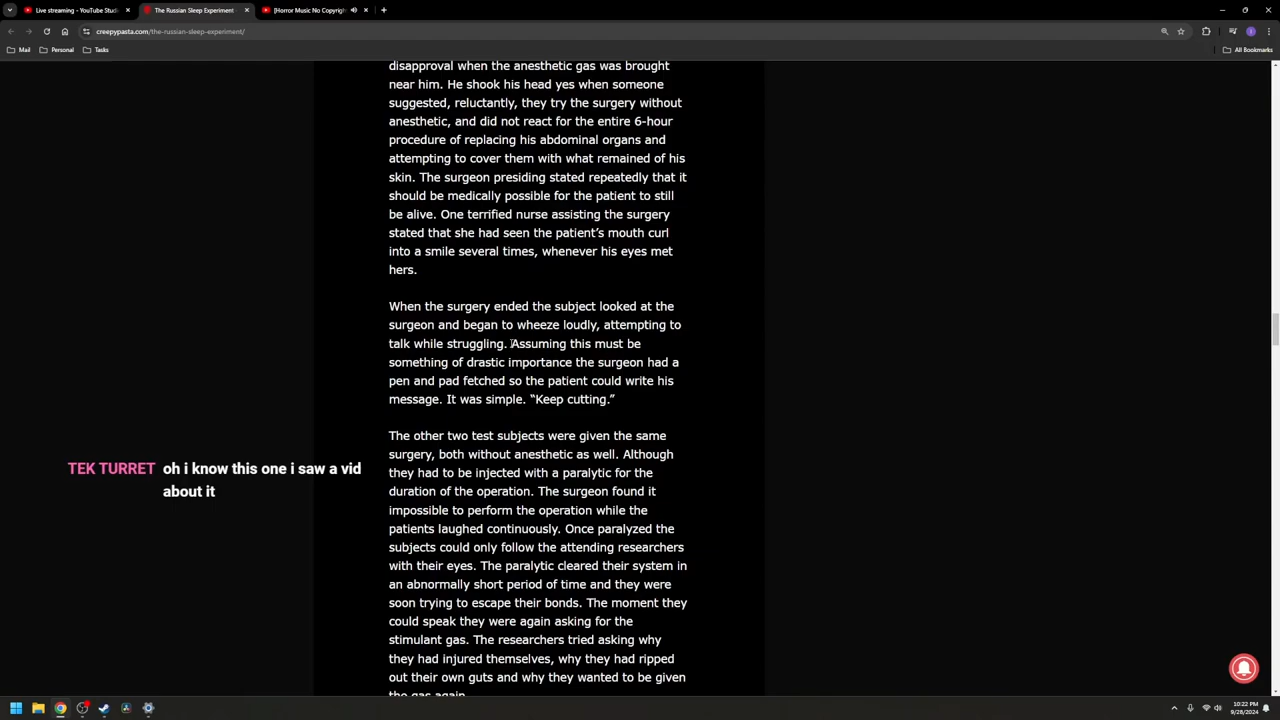 Live streaming - YouTube Studi
The Russian Sleep Experiment
[Horror Music No Copyrigh
creepypasta.com/the-russian-sleep-experiment/
Mail
Personal
Tasks
All Bookmarks
disapproval when the anesthetic gas was brought
near him. He shook his head yes when someone
suggested, reluctantly, they try the surgery without
anesthetic, and did not react for the entire 6-hour
procedure of replacing his abdominal organs and
attempting to cover them with what remained of his
skin. The surgeon presiding stated repeatedly that it
should be medically possible for the patient to still
be alive. One terrified nurse assisting the surgery
stated that she had seen the patient’s mouth curl
into a smile several times, whenever his eyes met
hers.
When the surgery ended the subject looked at the
surgeon and began to wheeze loudly, attempting to
talk while struggling. Assuming this must be
something of drastic importance the surgeon had a
pen and pad fetched so the patient could write his
message. It was simple. “Keep cutting.”
The other two test subjects were given the same
surgery, both without anesthetic as well. Although
they had to be injected with a paralytic for the
duration of the operation. The surgeon found it
impossible to perform the operation while the
patients laughed continuously. Once paralyzed the
subjects could only follow the attending researchers
with their eyes. The paralytic cleared their system in
an abnormally short period of time and they were
soon trying to escape their bonds. The moment they
could speak they were again asking for the
stimulant gas. The researchers tried asking why
they had injured themselves, why they had ripped
out their own guts and why they wanted to be given
the gas again.
TEK TURRET oh i know this one i saw a vid
about it
10:22 PM
9/28/2024